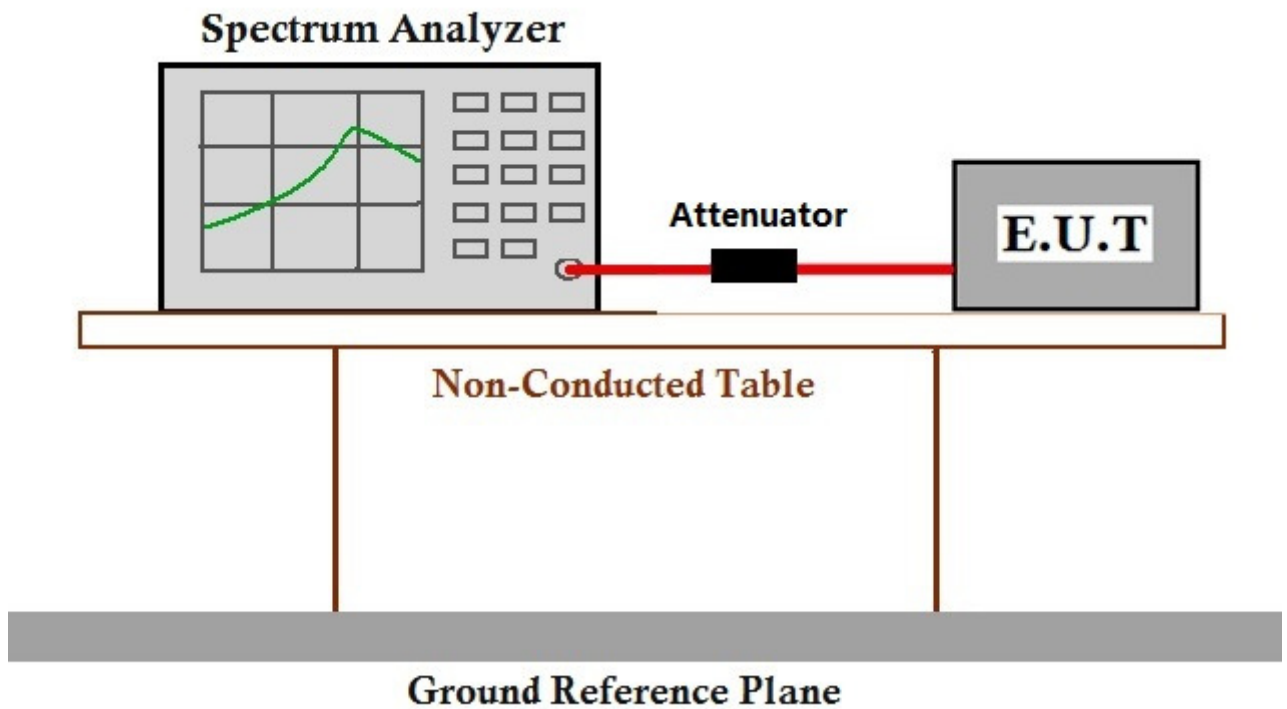 Spectrum Analyzer
Attenuator
E.U.T
Non-Conducted Table
Ground Reference Plane